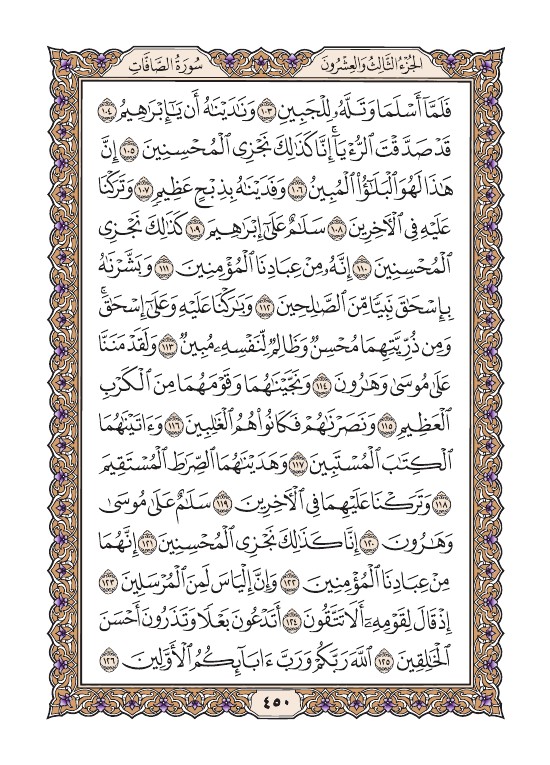 سُورَةُ الصَّافَاتِ
الجُزْءُ الثَّالِثُ وَالعِشْرُونَ
فَلَمَّآ أَسْلَمَا وَتَلَّهُۥ لِلْجَبِينِ ١٠٣ وَنَٰدَيْنَٰهُ أَن يَٰٓإِبْرَٰهِيمُ ١٠٤
قَدْ صَدَّقْتَ ٱلرُّءْيَآ ۚ إِنَّا كَذَٰلِكَ نَجْزِى ٱلْمُحْسِنِينَ ١٠٥ إِنَّ
هَٰذَا لَهُوَ ٱلْبَلَٰٓؤُا۟ ٱلْمُبِينُ ١٠٦ وَفَدَيْنَٰهُ بِذِبْحٍ عَظِيمٍ ١٠٧ وَتَرَكْنَا
عَلَيْهِ فِى ٱلْءَاخِرِينَ ١٠٨ سَلَٰمٌ عَلَىٰٓ إِبْرَٰهِيمَ ١٠٩ كَذَٰلِكَ نَجْزِى
ٱلْمُحْسِنِينَ ١١٠ إِنَّهُۥ مِنْ عِبَادِنَا ٱلْمُؤْمِنِينَ ١١١ وَبَشَّرْنَٰهُ
بِإِسْحَٰقَ نَبِيًّا مِّنَ ٱلصَّٰلِحِينَ ١١٢ وَبَٰرَكْنَا عَلَيْهِ وَعَلَىٰٓ إِسْحَٰقَ ۚ
وَمِن ذُرِّيَّتِهِمَا مُحْسِنٌ وَظَالِمٌ لِّنَفْسِهِۦ مُبِينٌ ١١٣ وَلَقَدْ مَنَنَّا
عَلَىٰ مُوسَىٰ وَهَٰرُونَ ١١٤ وَنَجَّيْنَٰهُمَا وَقَوْمَهُمَا مِنَ ٱلْكَرْبِ
ٱلْعَظِيمِ ١١٥ وَنَصَرْنَٰهُمْ فَكَانُوا۟ هُمُ ٱلْغَٰلِبِينَ ١١٦ وَءَاتَيْنَٰهُمَا
ٱلْكِتَٰبَ ٱلْمُسْتَبِينَ ١١٧ وَهَدَيْنَٰهُمَا ٱلصِّرَٰطَ ٱلْمُسْتَقِيمَ
١١٨ وَتَرَكْنَا عَلَيْهِمَا فِى ٱلْءَاخِرِينَ ١١٩ سَلَٰمٌ عَلَىٰ مُوسَىٰ
وَهَٰرُونَ ١٢٠ إِنَّا كَذَٰلِكَ نَجْزِى ٱلْمُحْسِنِينَ ١٢١ إِنَّهُمَا
مِنْ عِبَادِنَا ٱلْمُؤْمِنِينَ ١٢٢ وَإِنَّ إِلْيَاسَ لَمِنَ ٱلْمُرْسَلِينَ ١٢٣
إِذْ قَالَ لِقَوْمِهِۦٓ أَلَا تَتَّقُونَ ١٢٤ أَتَدْعُونَ بَعْلًا وَتَذَرُونَ أَحْسَنَ
ٱلْخَٰلِقِينَ ١٢٥ ٱللَّهَ رَبَّكُمْ وَرَبَّ ءَابَآئِكُمُ ٱلْأَوَّلِينَ ١٢٦
٤٥٠